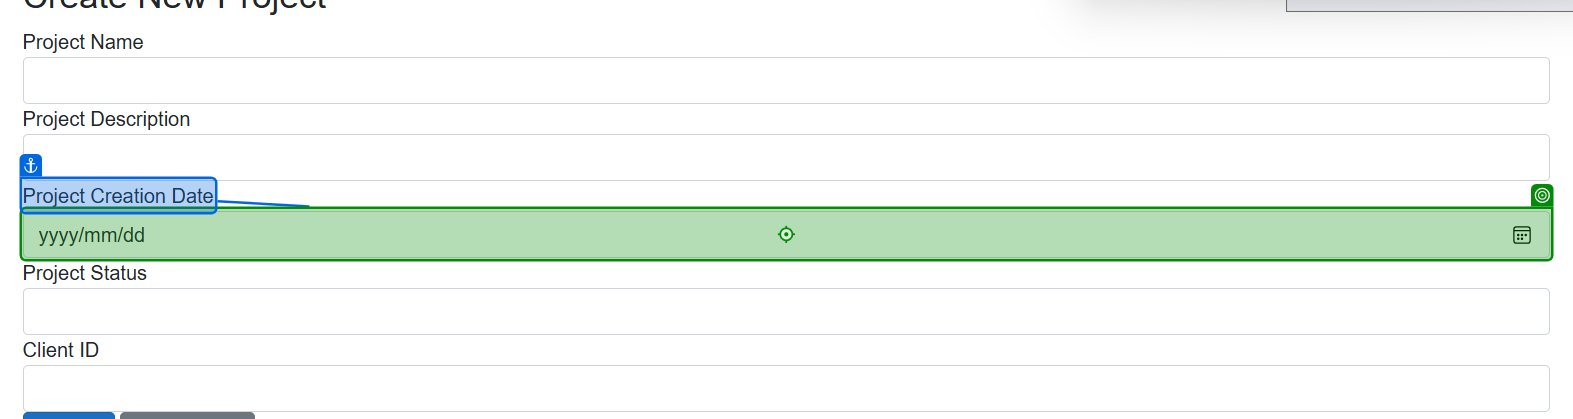 Create New Project
Project Name
Project Description
Project Creation Date
yyyy/mm/dd
Project Status
Client ID